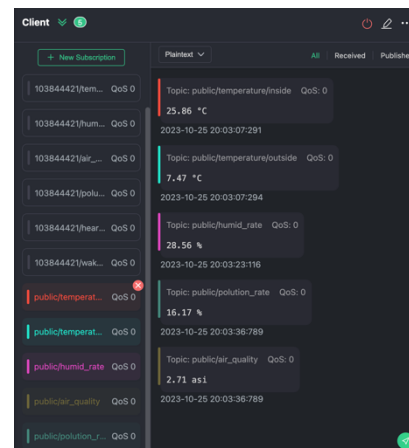 Client 5
+ New Subscription
Plaintext
All Received Publishe
103844421/tem... QoS 0
103844421/hum... QoS 0
103844421/air_... QoS 0
103844421/polu... QoS 0
103844421/hear... QoS 0
103844421/wak... QoS 0
public/temperat... QoS 0
public/temperat... QoS 0
public/humid_rate QoS 0
public/air_quality QoS 0
public/polution_r... QoS 0
Topic: public/temperature/inside QoS: 0
25.86 °C
2023-10-25 20:03:07:291
Topic: public/temperature/outside QoS: 0
7.47 °C
2023-10-25 20:03:07:294
Topic: public/humid_rate QoS: 0
28.56 %
2023-10-25 20:03:23:116
Topic: public/polution_rate QoS: 0
16.17 %
2023-10-25 20:03:36:789
Topic: public/air_quality QoS: 0
2.71 asi
2023-10-25 20:03:36:789